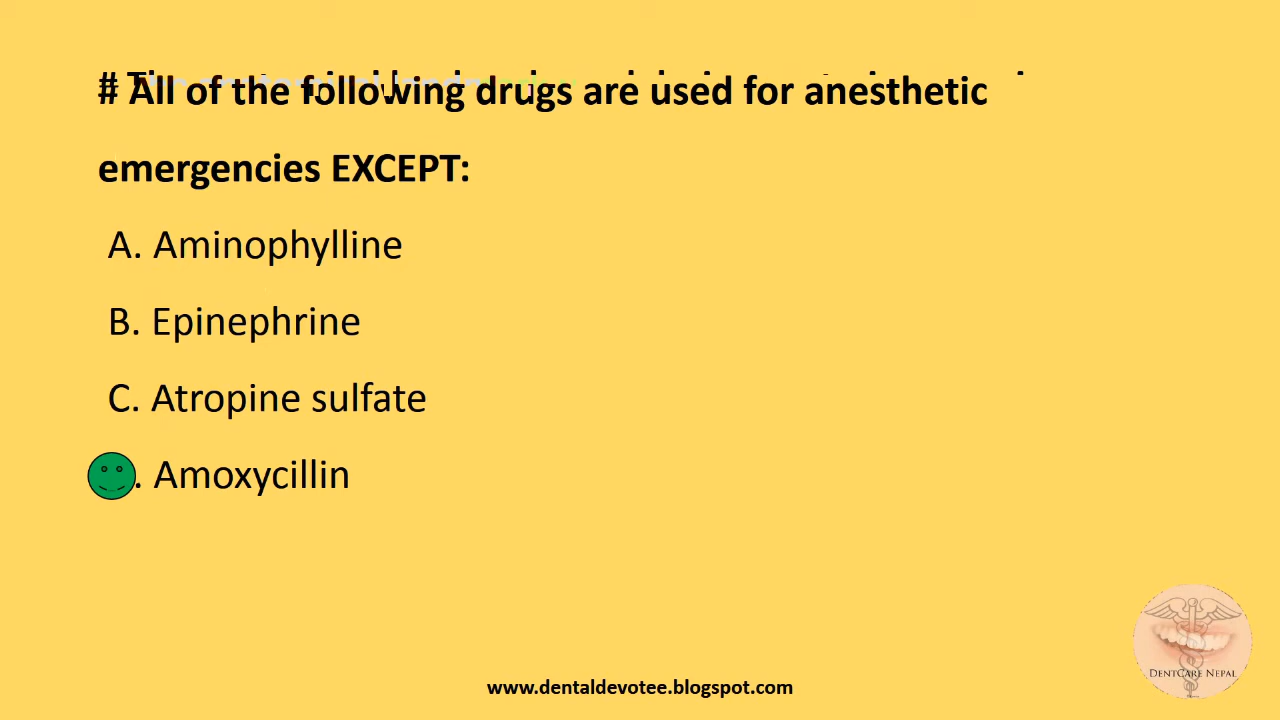 # All of the following drugs are used for anesthetic
emergencies EXCEPT:
A. Aminophylline
B. Epinephrine
C. Atropine sulfate
. Amoxycillin
DENTCARE NEPAL
www.dentaldevotee.blogspot.com